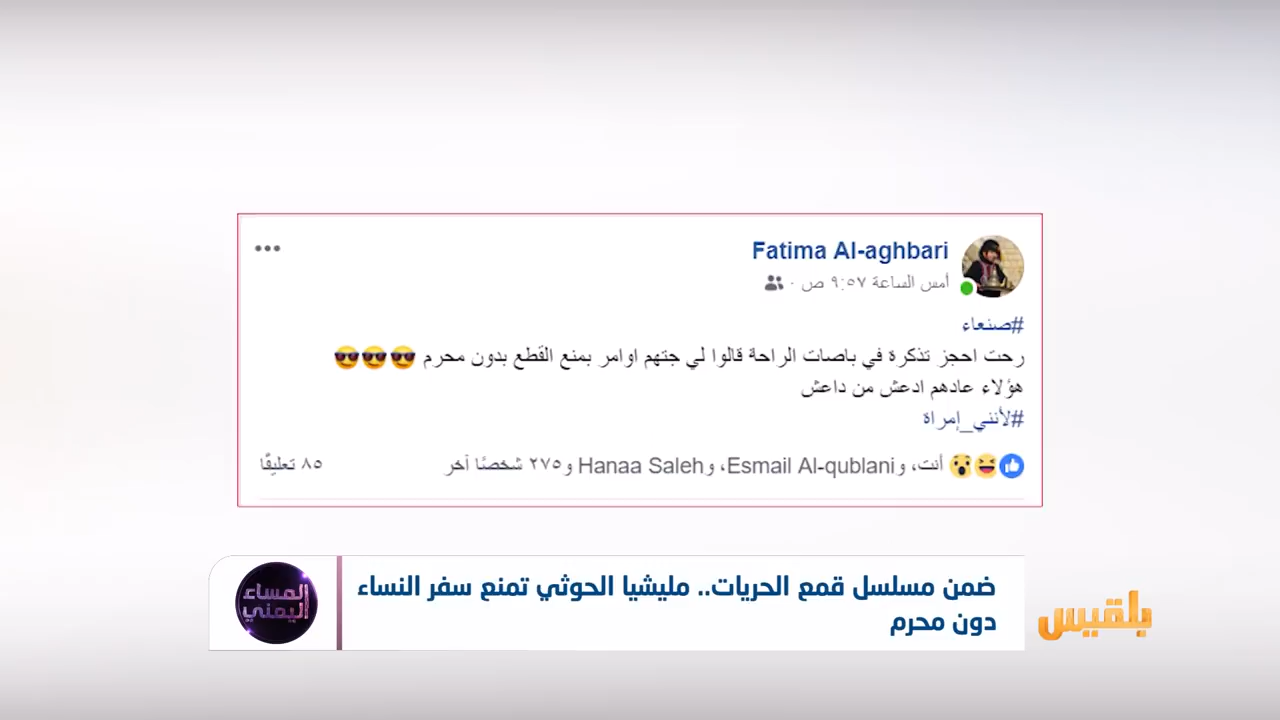 Fatima Al-aghbari
أمس الساعة ٩:٥٧ ص ·
#صنعاء
رحت احجز تذكرة في باصات الراحة قالوا لي جتهم اوامر بمنع القطع بدون محرم 😎😎😎
هؤلاء عادهم ادعش من داعش
#لأنني_إمراة
أنت، وEsmail Al-qublani، وHanaa Saleh و٢٧٥ شخصًا آخر
٨٥ تعليقًا
ضمن مسلسل قمع الحريات.. مليشيا الحوثي تمنع سفر النساء
دون محرم
المساء
اليمني
بلقيس